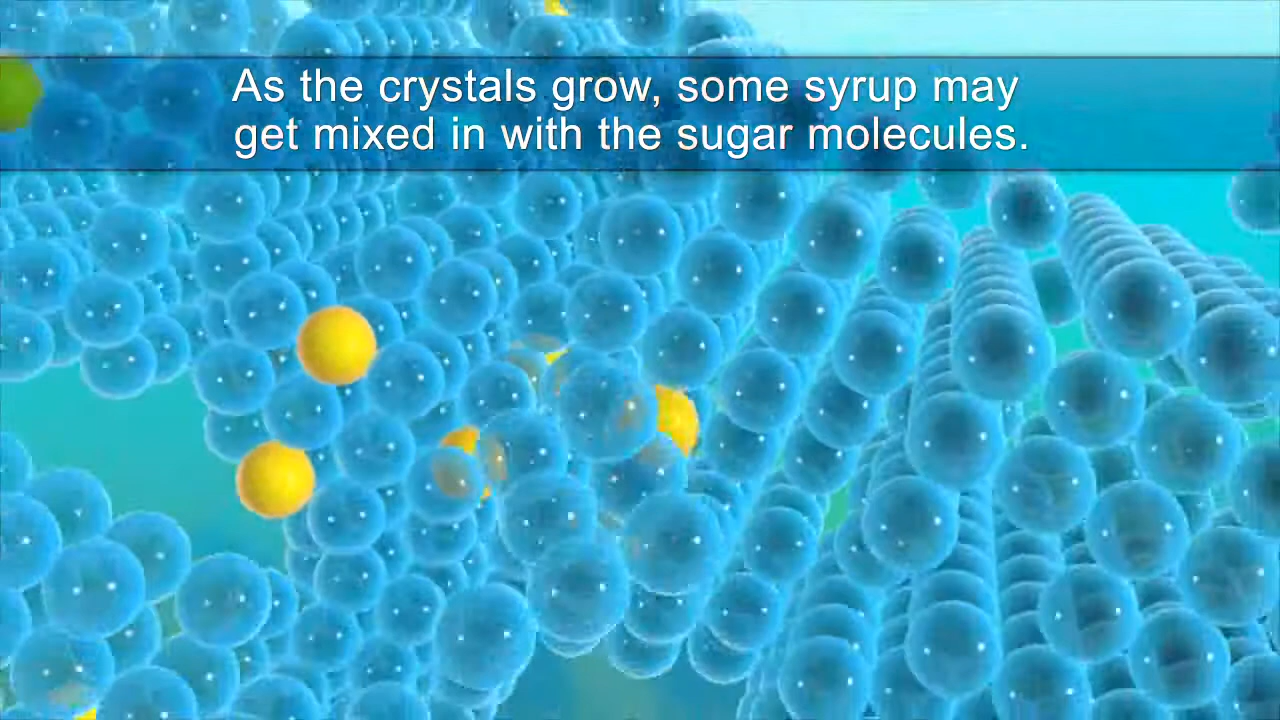 As the crystals grow, some syrup may
get mixed in with the sugar molecules.